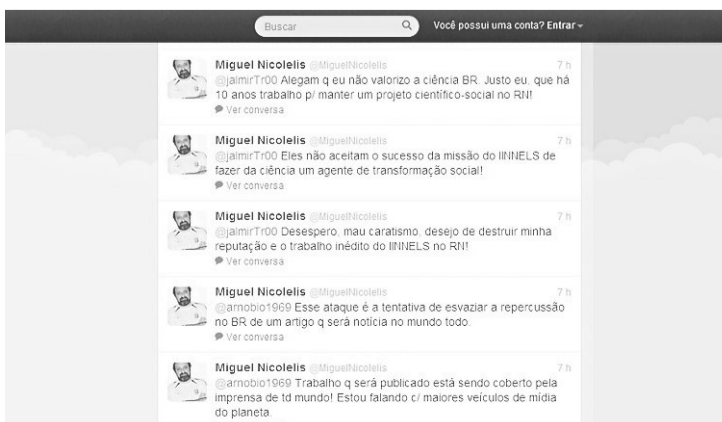 Buscar
Você possui uma conta? Entrar
Miguel Nicolelis @MiguelNicolelis 7 h
@jalmirTr00 Alegam q eu não valorizo a ciência BR. Justo eu, que há
10 anos trabalho p/ manter um projeto científico-social no RN!
Ver conversa
Miguel Nicolelis @MiguelNicolelis 7 h
@jalmirTr00 Eles não aceitam o sucesso da missão do IINNELS de
fazer da ciência um agente de transformação social!
Ver conversa
Miguel Nicolelis @MiguelNicolelis 7 h
@jalmirTr00 Desespero, mau caratismo, desejo de destruir minha
reputação e o trabalho inédito do IINNELS no RN!
Ver conversa
Miguel Nicolelis @MiguelNicolelis 7 h
@arnobio1969 Esse ataque é a tentativa de esvaziar a repercussão
no BR de um artigo q será notícia no mundo todo.
Ver conversa
Miguel Nicolelis @MiguelNicolelis 7 h
@arnobio1969 Trabalho q será publicado está sendo coberto pela
imprensa de td mundo! Estou falando c/ maiores veículos de mídia
do planeta.